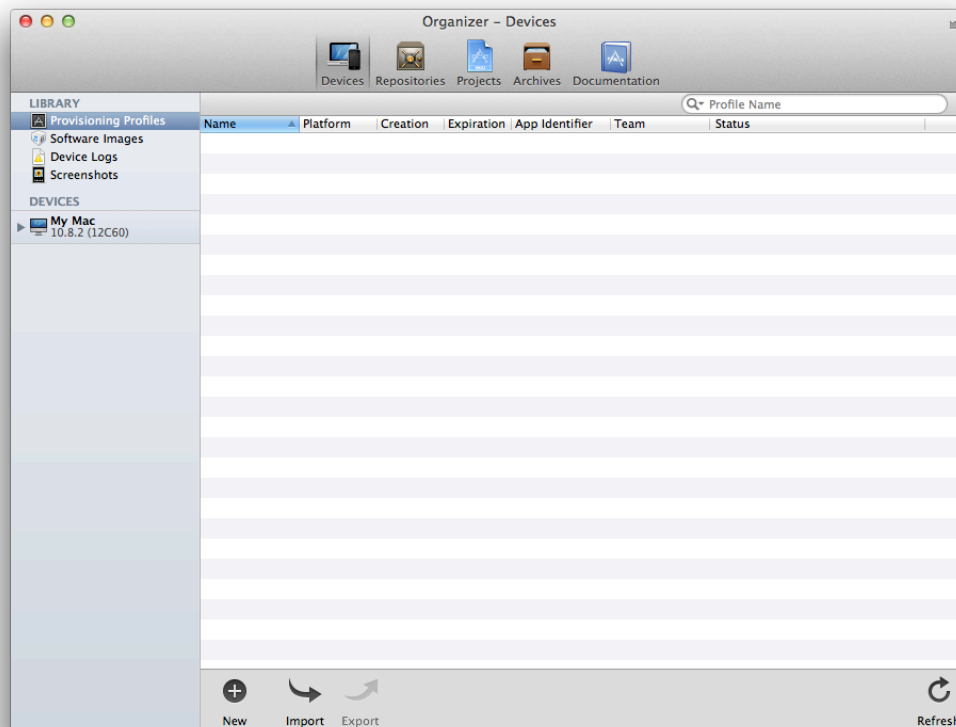 Organizer – Devices
Devices Repositories Projects Archives Documentation
LIBRARY
Provisioning Profiles
Software Images
Device Logs
Screenshots
DEVICES
My Mac
10.8.2 (12C60)
Profile Name
Name Platform Creation Expiration App Identifier Team Status
New Import Export Refresh